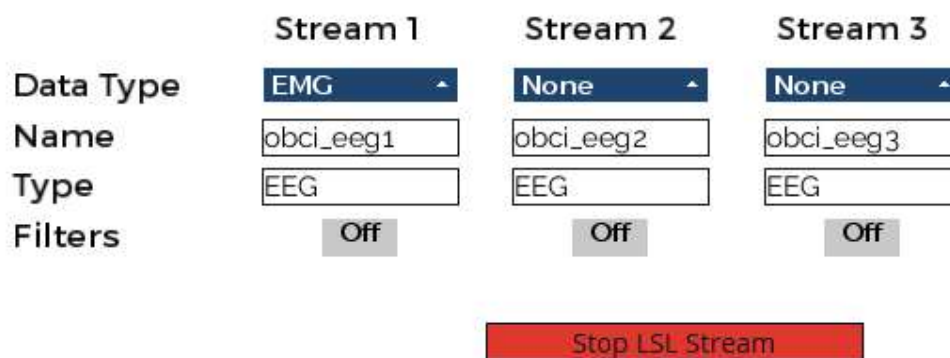 Stream 1 Stream 2 Stream 3
Data Type EMG None None
Name obci_eeg1 obci_eeg2 obci_eeg3
Type EEG EEG EEG
Filters Off Off Off
Stop LSL Stream